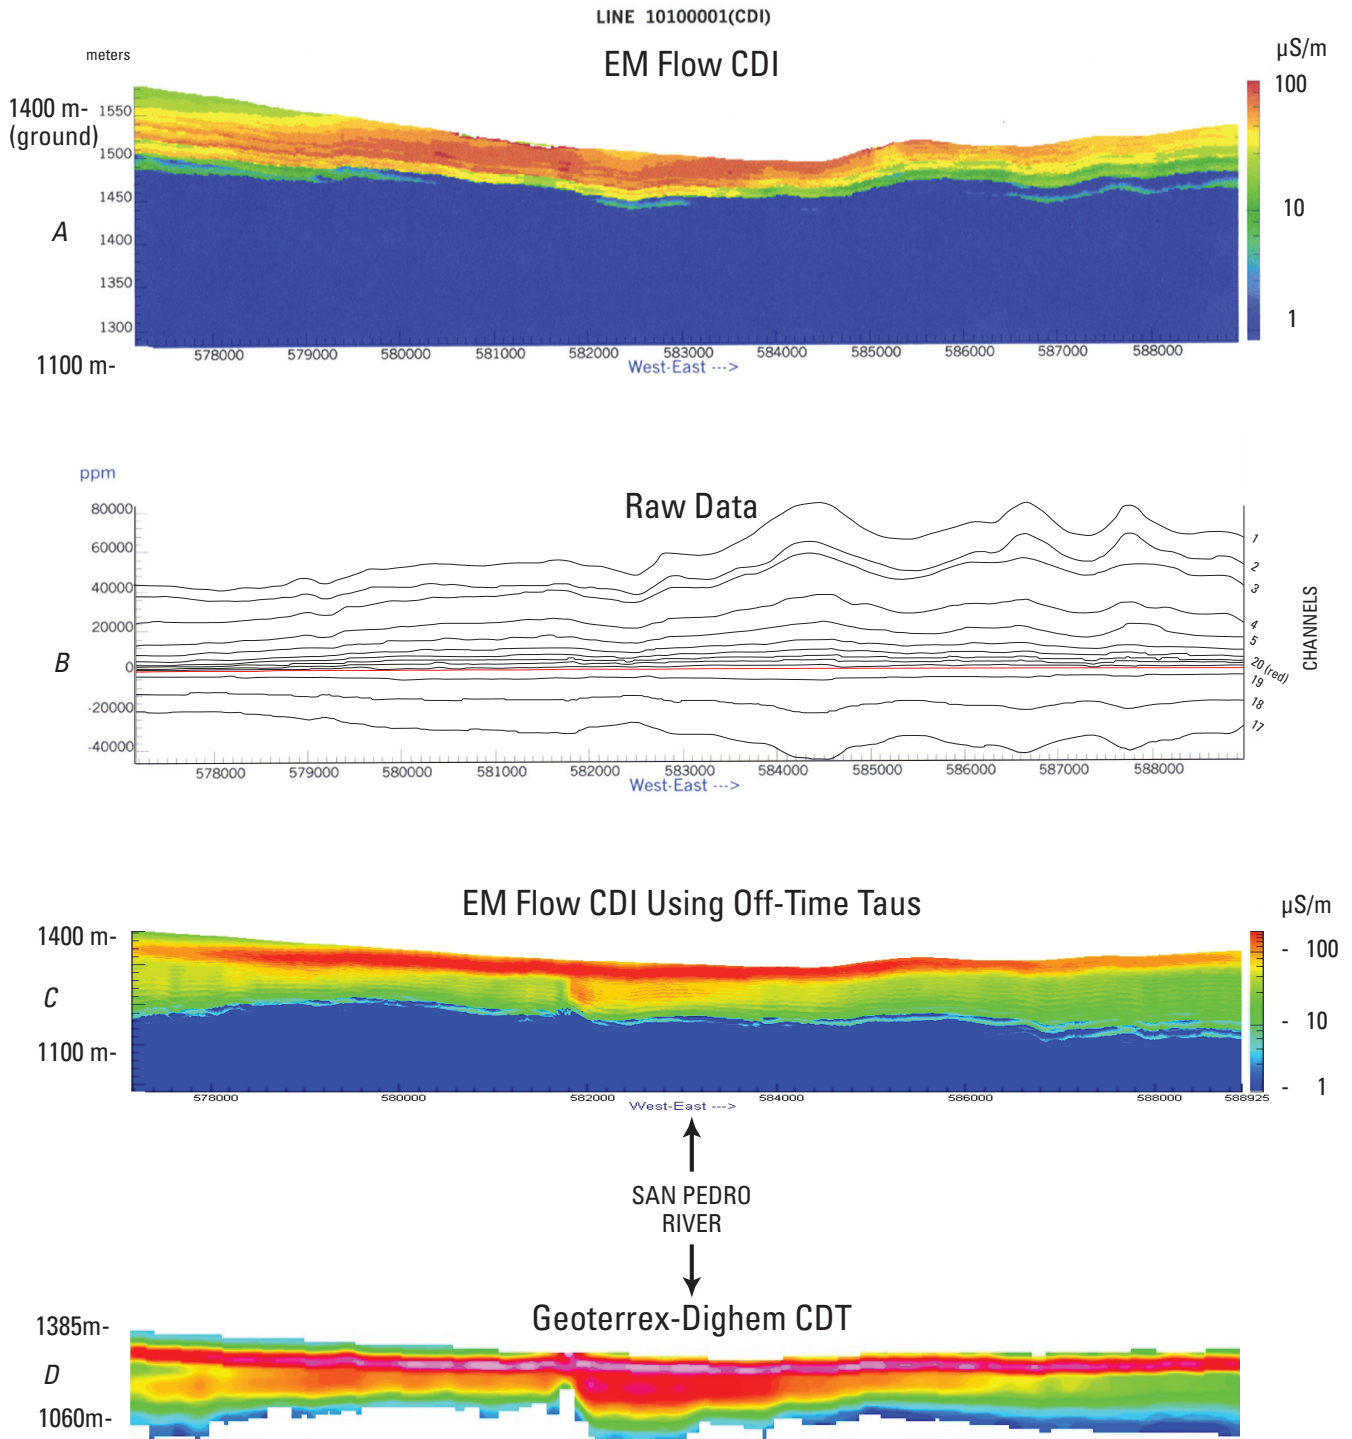 LINE 10100001(CDI)
EM Flow CDI
meters
µS/m
1400 m-
(ground)
1550
1500
1450
1400
1350
1300
1100 m-
A
100
10
1
578000 579000 580000 581000 582000 583000 584000 585000 586000 587000 588000
West-East --->
ppm
Raw Data
80000
60000
40000
20000
0
-20000
-40000
B
1
2
3
4
5
20 (red)
19
18
17
CHANNELS
578000 579000 580000 581000 582000 583000 584000 585000 586000 587000 588000
West-East --->
EM Flow CDI Using Off-Time Taus
µS/m
1400 m-
C
1100 m-
- 100
- 10
- 1
578000 580000 582000 584000 586000 588000 588925
West-East --->
SAN PEDRO
RIVER
Geoterrex-Dighem CDT
1385m-
D
1060m-